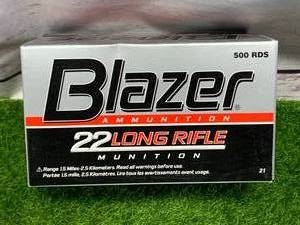 500 RDS
Blazer®
AMMUNITION
22 LONG RIFLE
MUNITION
⚠ Range 1.5 Miles 2.5 Kilometers. Read all warnings before use.
Portée 1.5 mile, 2.5 Kilomètres. Lire tous les avertissements avant usage.
21